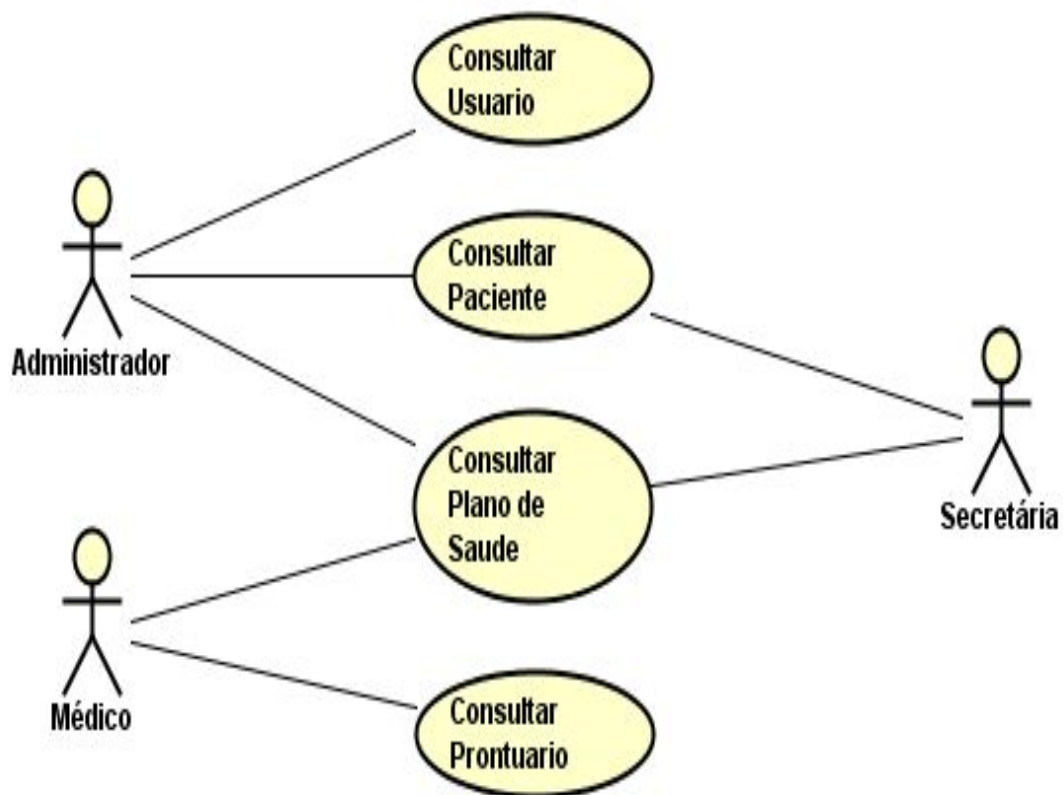 Consultar
Usuario
Consultar
Paciente
Administrador
Consultar
Plano de
Saude
Secretária
Médico
Consultar
Prontuario